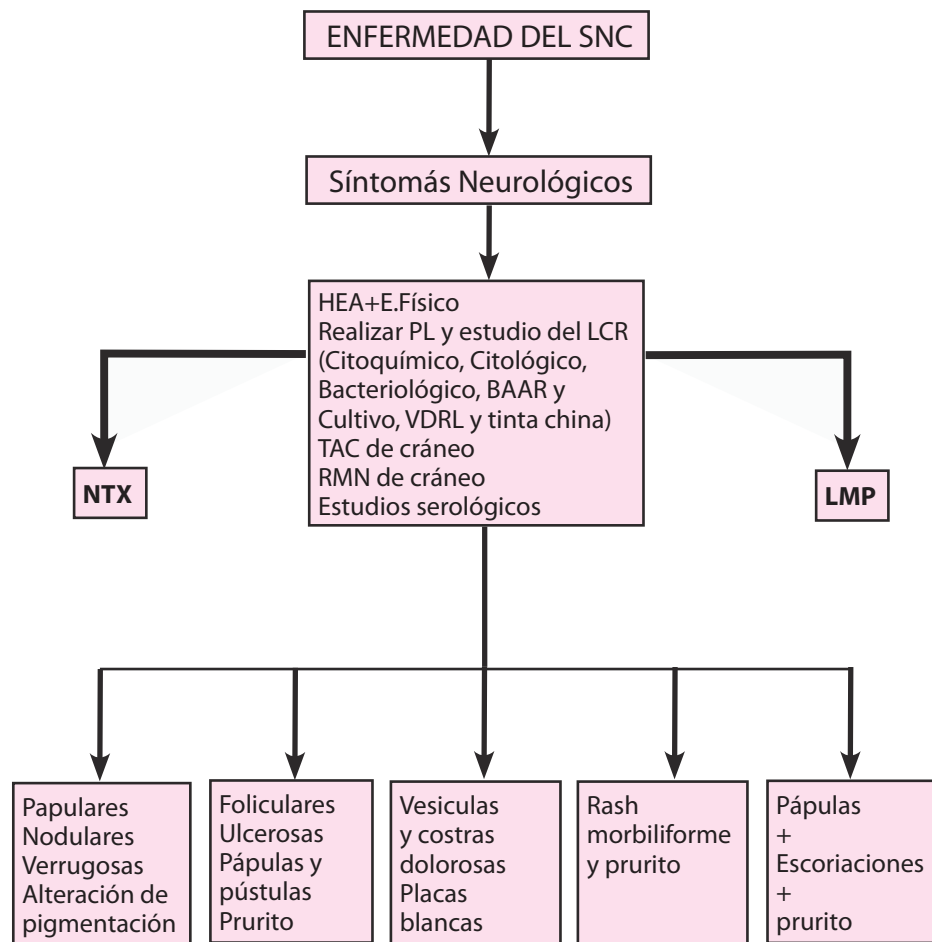 ENFERMEDAD DEL SNC
Síntomás Neurológicos
HEA+E.Físico
Realizar PL y estudio del LCR
(Citoquímico, Citológico,
Bacteriológico, BAAR y
Cultivo, VDRL y tinta china)
TAC de cráneo
RMN de cráneo
Estudios serológicos
NTX
LMP
Papulares
Nodulares
Verrugosas
Alteración de
pigmentación
Foliculares
Ulcerosas
Pápulas y
pústulas
Prurito
Vesiculas
y costras
dolorosas
Placas
blancas
Rash
morbiliforme
y prurito
Pápulas
+
Escoriaciones
+
prurito